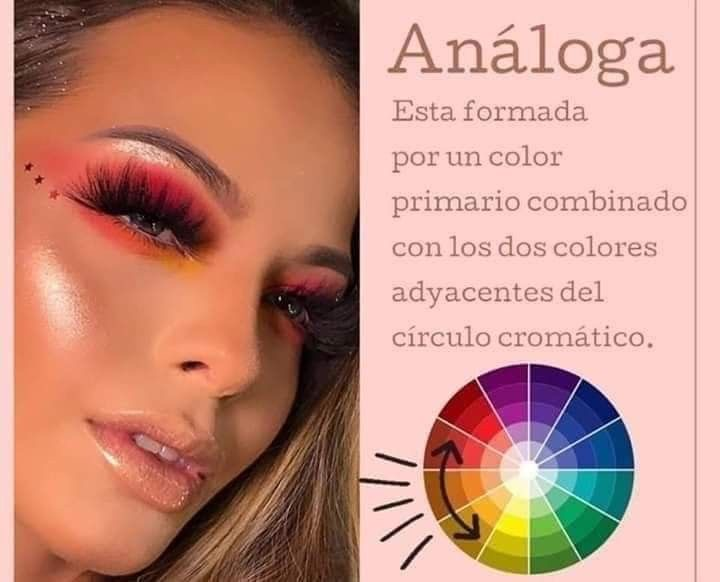 Análoga
Esta formada
por un color
primario combinado
con los dos colores
adyacentes del
círculo cromático.